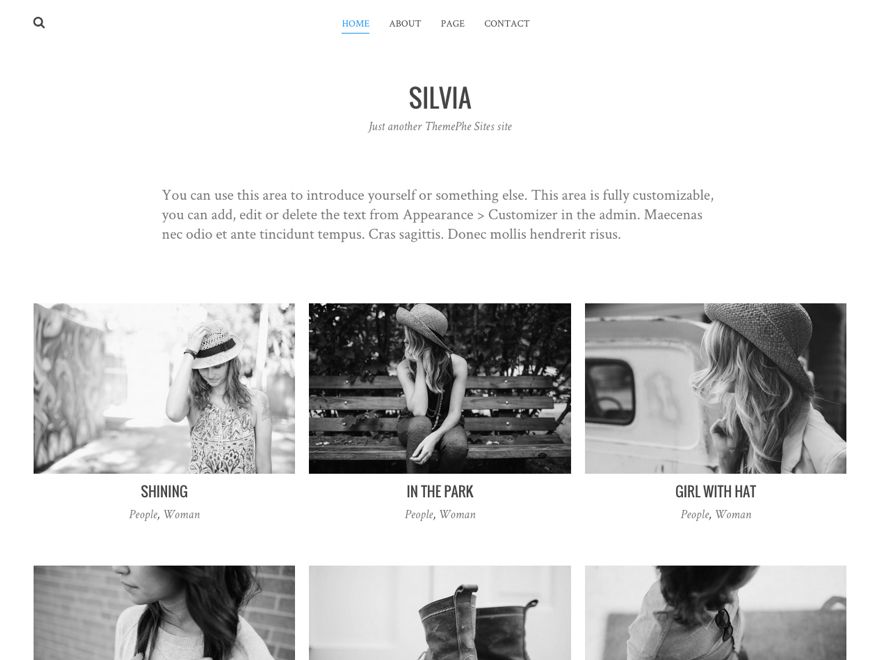 HOME ABOUT PAGE CONTACT
SILVIA
Just another ThemePhe Sites site
You can use this area to introduce yourself or something else. This area is fully customizable,
you can add, edit or delete the text from Appearance > Customizer in the admin. Maecenas
nec odio et ante tincidunt tempus. Cras sagittis. Donec mollis hendrerit risus.
SHINING IN THE PARK GIRL WITH HAT
People, Woman People, Woman People, Woman